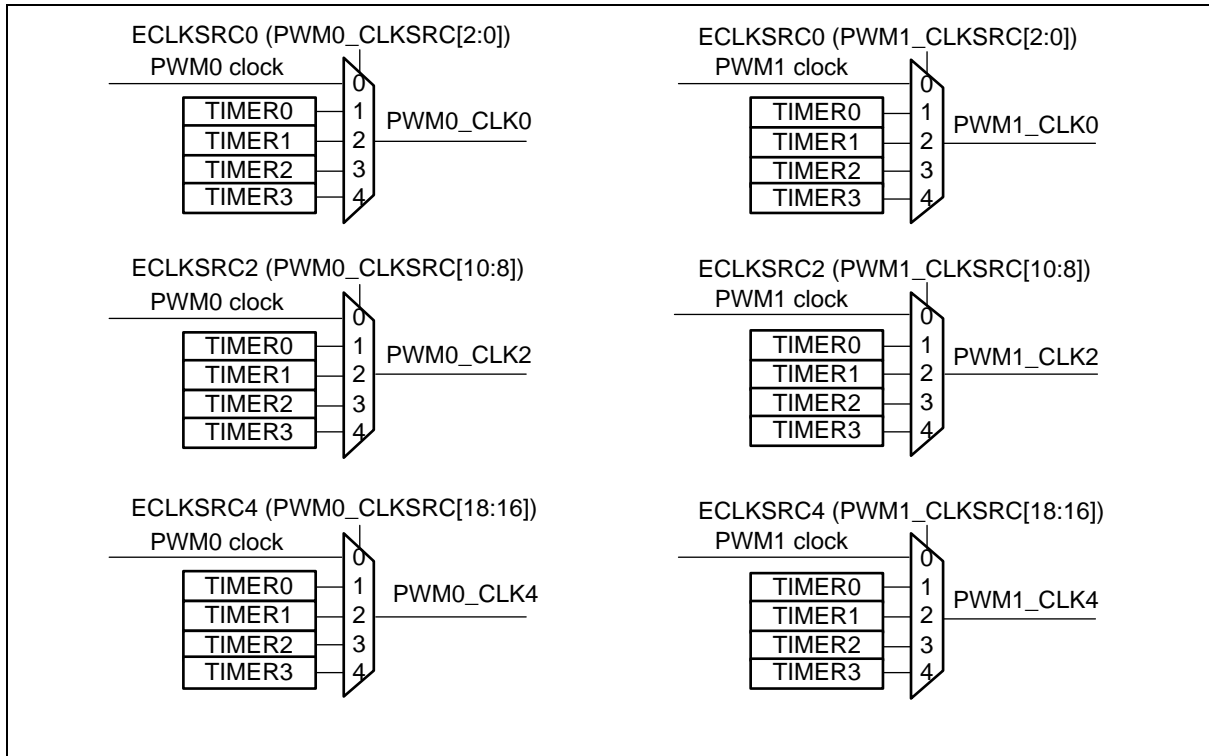 ECLKSRC0 (PWM0_CLKSRC[2:0])
PWM0 clock
0
TIMER0
1
TIMER1
2
TIMER2
3
TIMER3
4
PWM0_CLK0
ECLKSRC0 (PWM1_CLKSRC[2:0])
PWM1 clock
0
TIMER0
1
TIMER1
2
TIMER2
3
TIMER3
4
PWM1_CLK0
ECLKSRC2 (PWM0_CLKSRC[10:8])
PWM0 clock
0
TIMER0
1
TIMER1
2
TIMER2
3
TIMER3
4
PWM0_CLK2
ECLKSRC2 (PWM1_CLKSRC[10:8])
PWM1 clock
0
TIMER0
1
TIMER1
2
TIMER2
3
TIMER3
4
PWM1_CLK2
ECLKSRC4 (PWM0_CLKSRC[18:16])
PWM0 clock
0
TIMER0
1
TIMER1
2
TIMER2
3
TIMER3
4
PWM0_CLK4
ECLKSRC4 (PWM1_CLKSRC[18:16])
PWM1 clock
0
TIMER0
1
TIMER1
2
TIMER2
3
TIMER3
4
PWM1_CLK4